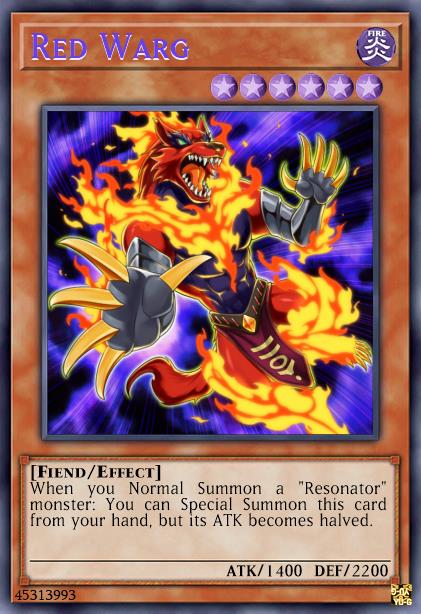 Red Warg
FIRE
炎
[Fiend/Effect]
When you Normal Summon a "Resonator"
monster: You can Special Summon this card
from your hand, but its ATK becomes halved.
ATK/1400 DEF/2200
45313993